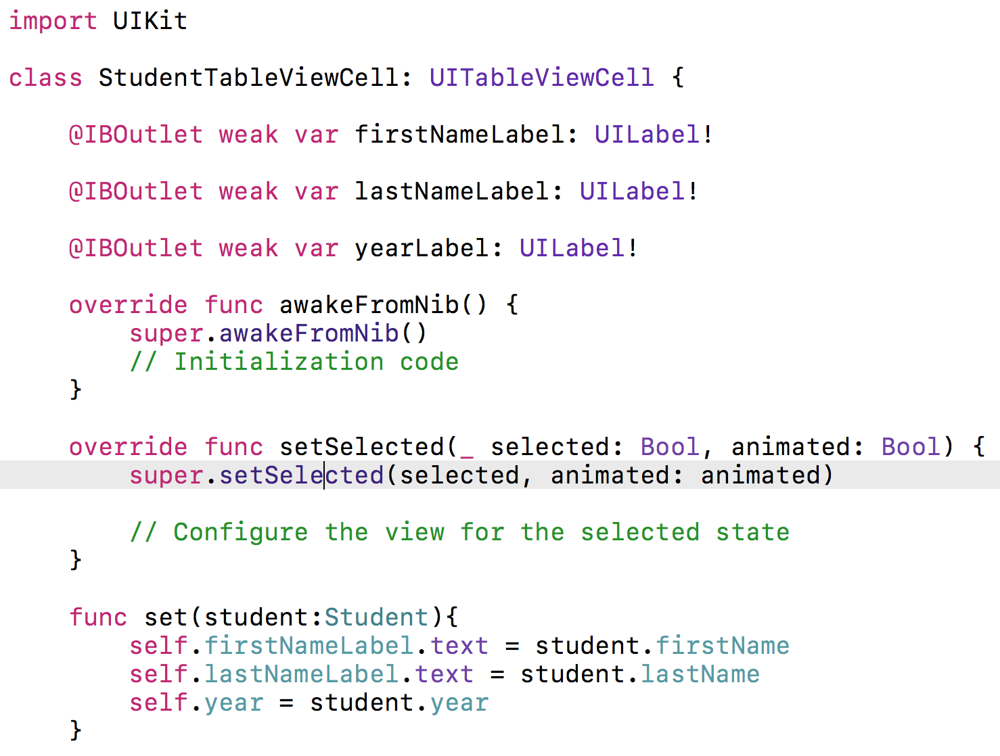 import UIKit
class StudentTableViewCell: UITableViewCell {
@IBOutlet weak var firstNameLabel: UILabel!
@IBOutlet weak var lastNameLabel: UILabel!
@IBOutlet weak var yearLabel: UILabel!
override func awakeFromNib() {
super.awakeFromNib()
// Initialization code
}
override func setSelected(_ selected: Bool, animated: Bool) {
super.setSelected(selected, animated: animated)
// Configure the view for the selected state
}
func set(student:Student){
self.firstNameLabel.text = student.firstName
self.lastNameLabel.text = student.lastName
self.year = student.year
}